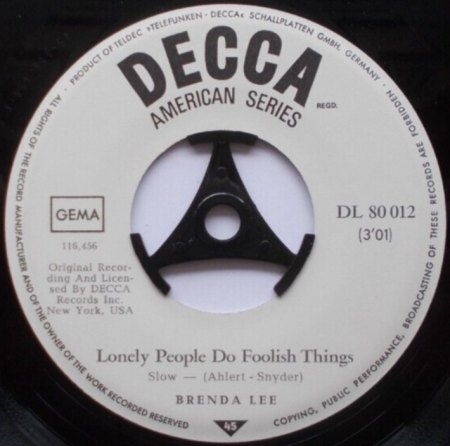 · PRODUCT OF TELDEC »TELEFUNKEN · DECCA« SCHALLPLATTEN GMBH, GERMANY ·
DECCA
AMERICAN SERIES
REGD.
GEMA
116,456
DL 80 012
(3'01)
Original Recor-
ding And Licen-
sed By DECCA
Records Inc.
New York, USA
Lonely People Do Foolish Things
Slow — (Ahlert - Snyder)
BRENDA LEE
45
ALL RIGHTS OF THE RECORD MANUFACTURER AND OF THE OWNER OF THE WORK RECORDED RESERVED
COPYING, PUBLIC PERFORMANCE, BROADCASTING OF THESE RECORDS ARE FORBIDDEN